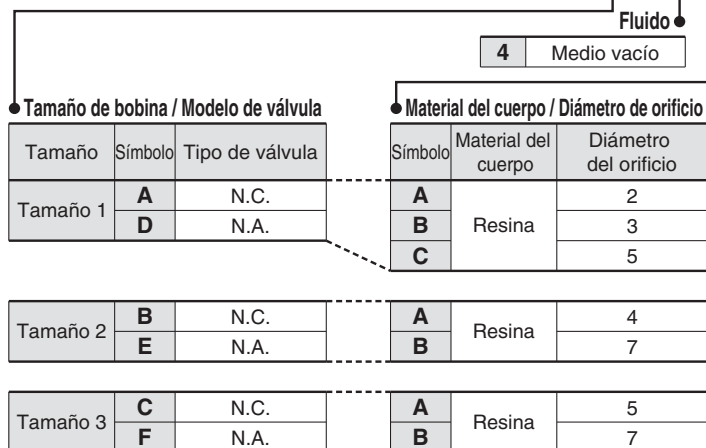 Fluido
4 Medio vacío
Tamaño de bobina / Modelo de válvula
Tamaño Símbolo Tipo de válvula
Tamaño 1 A N.C.
D N.A.
Tamaño 2 B N.C.
E N.A.
Tamaño 3 C N.C.
F N.A.
Material del cuerpo / Diámetro de orificio
Símbolo Material del cuerpo Diámetro del orificio
A Resina 2
B 3
C 5
A Resina 4
B 7
A Resina 5
B 7